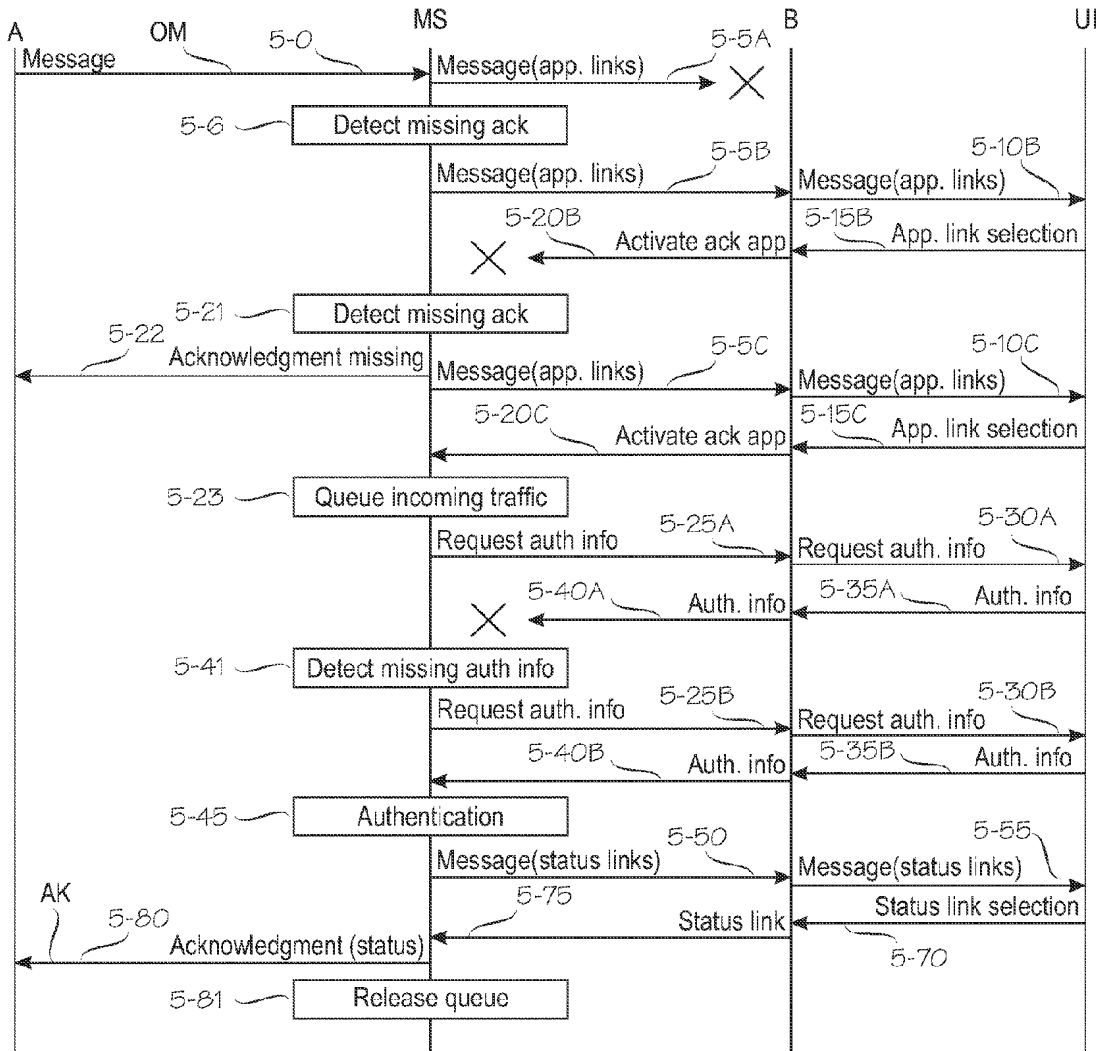 A OM 5-0 MS 5-5A B UI
Message
Message(app. links)
5-6 Detect missing ack
5-5B 5-10B
Message(app. links) Message(app. links)
5-20B 5-15B
Activate ack app App. link selection
5-21 Detect missing ack
5-22 Acknowledgment missing
5-5C 5-10C
Message(app. links) Message(app. links)
5-20C 5-15C
Activate ack app App. link selection
5-23 Queue incoming traffic
5-25A 5-30A
Request auth info Request auth. info
5-40A 5-35A
Auth. info Auth. info
5-41 Detect missing auth info
5-25B 5-30B
Request auth. info Request auth. info
5-40B 5-35B
Auth. info Auth. info
5-45 Authentication
5-50 5-55
Message(status links) Message(status links)
AK 5-75 Status link Status link selection
5-80 5-70
Acknowledgment (status)
5-81 Release queue